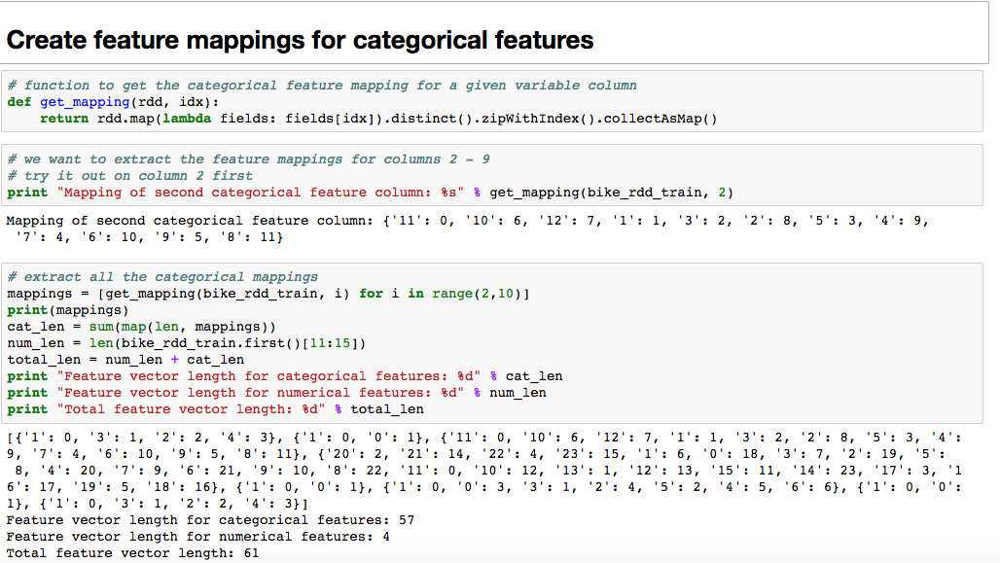 Create feature mappings for categorical features
# function to get the categorical feature mapping for a given variable column
def get_mapping(rdd, idx):
    return rdd.map(lambda fields: fields[idx]).distinct().zipWithIndex().collectAsMap()
# we want to extract the feature mappings for columns 2 - 9
# try it out on column 2 first
print "Mapping of second categorical feature column: %s" % get_mapping(bike_rdd_train, 2)
Mapping of second categorical feature column: {'11': 0, '10': 6, '12': 7, '1': 1, '3': 2, '2': 8, '5': 3, '4': 9,
 '7': 4, '6': 10, '9': 5, '8': 11}
# extract all the categorical mappings
mappings = [get_mapping(bike_rdd_train, i) for i in range(2,10)]
print(mappings)
cat_len = sum(map(len, mappings))
num_len = len(bike_rdd_train.first()[11:15])
total_len = num_len + cat_len
print "Feature vector length for categorical features: %d" % cat_len
print "Feature vector length for numerical features: %d" % num_len
print "Total feature vector length: %d" % total_len
[{'1': 0, '3': 1, '2': 2, '4': 3}, {'1': 0, '0': 1}, {'11': 0, '10': 6, '12': 7, '1': 1, '3': 2, '2': 8, '5': 3, '4':
9, '7': 4, '6': 10, '9': 5, '8': 11}, {'20': 2, '21': 14, '22': 4, '23': 15, '1': 6, '0': 18, '3': 7, '2': 19, '5':
 8, '4': 20, '7': 9, '6': 21, '9': 10, '8': 22, '11': 0, '10': 12, '13': 1, '12': 13, '15': 11, '14': 23, '17': 3, '1
6': 17, '19': 5, '18': 16}, {'1': 0, '0': 1}, {'1': 0, '0': 3, '3': 1, '2': 4, '5': 2, '4': 5, '6': 6}, {'1': 0, '0':
1}, {'1': 0, '3': 1, '2': 2, '4': 3}]
Feature vector length for categorical features: 57
Feature vector length for numerical features: 4
Total feature vector length: 61